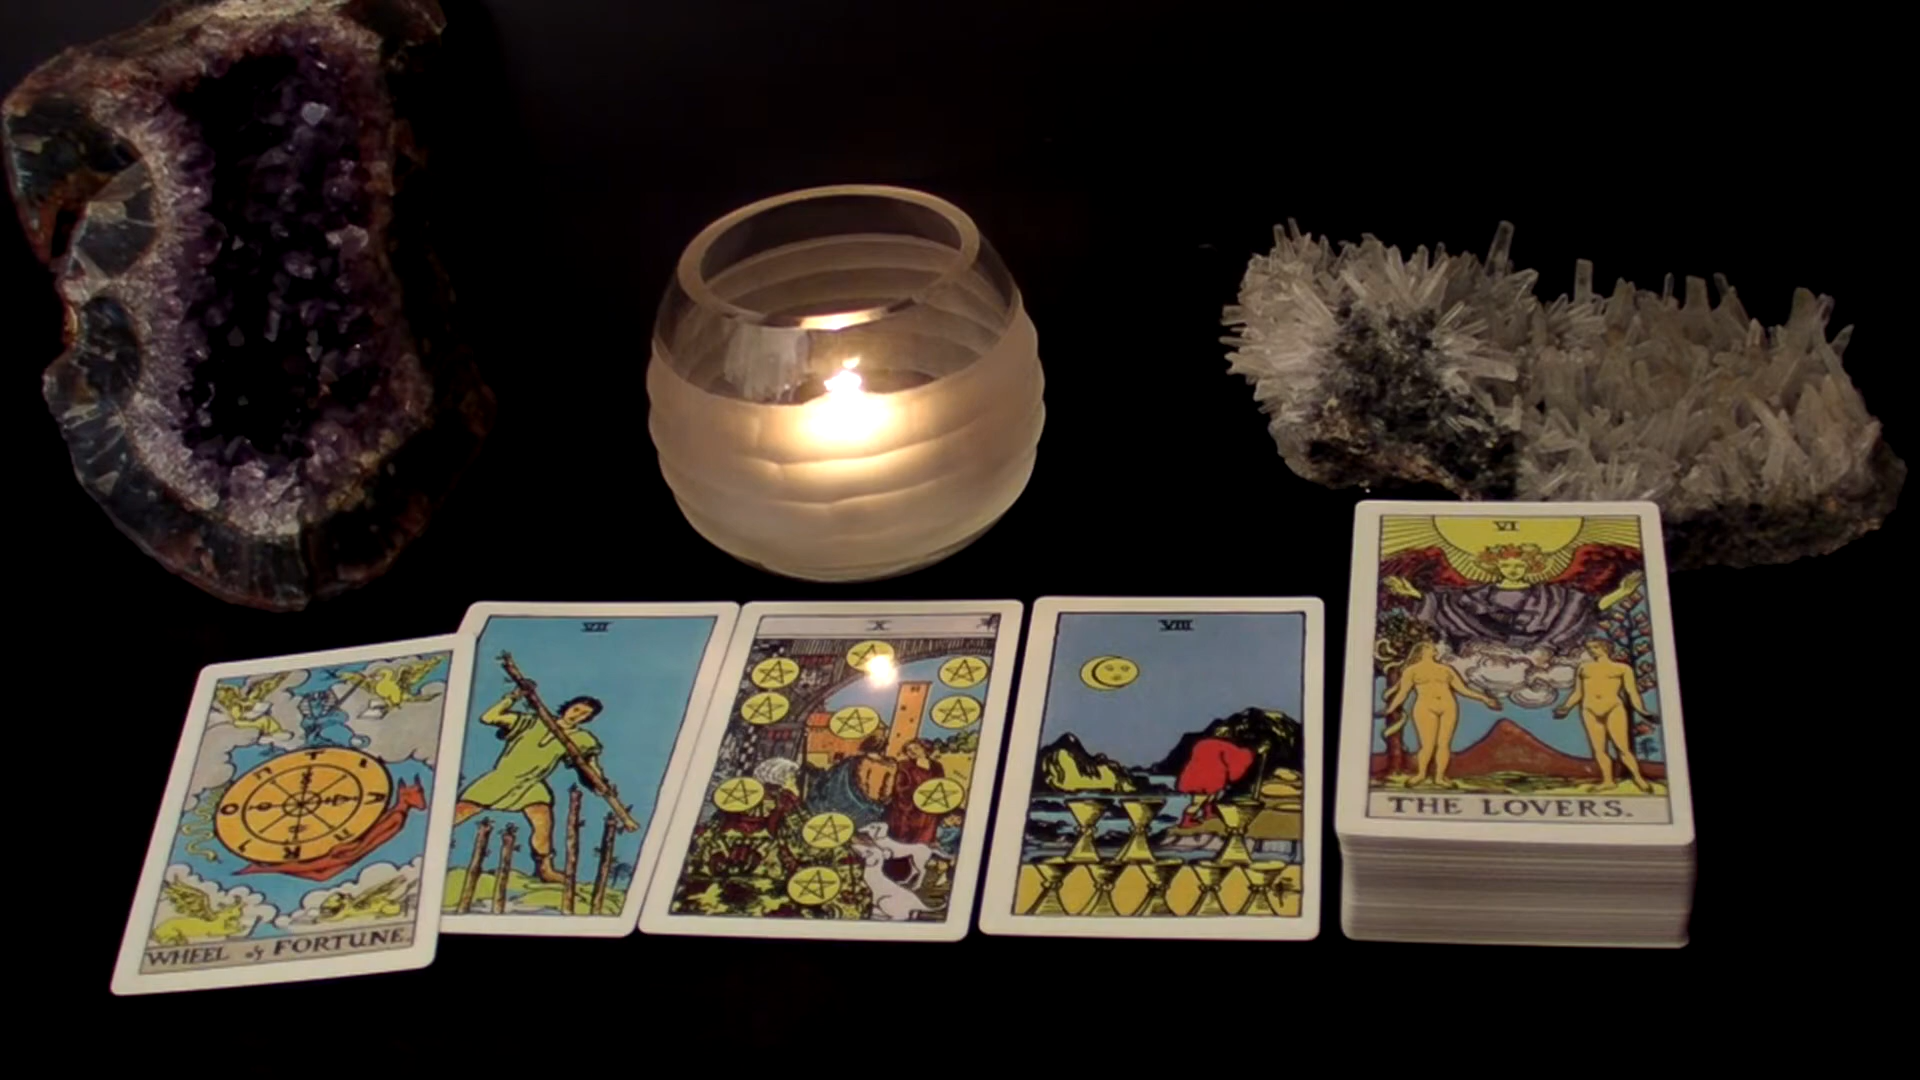 X
WHEEL of FORTUNE.
VII
X
VIII
VI
THE LOVERS.